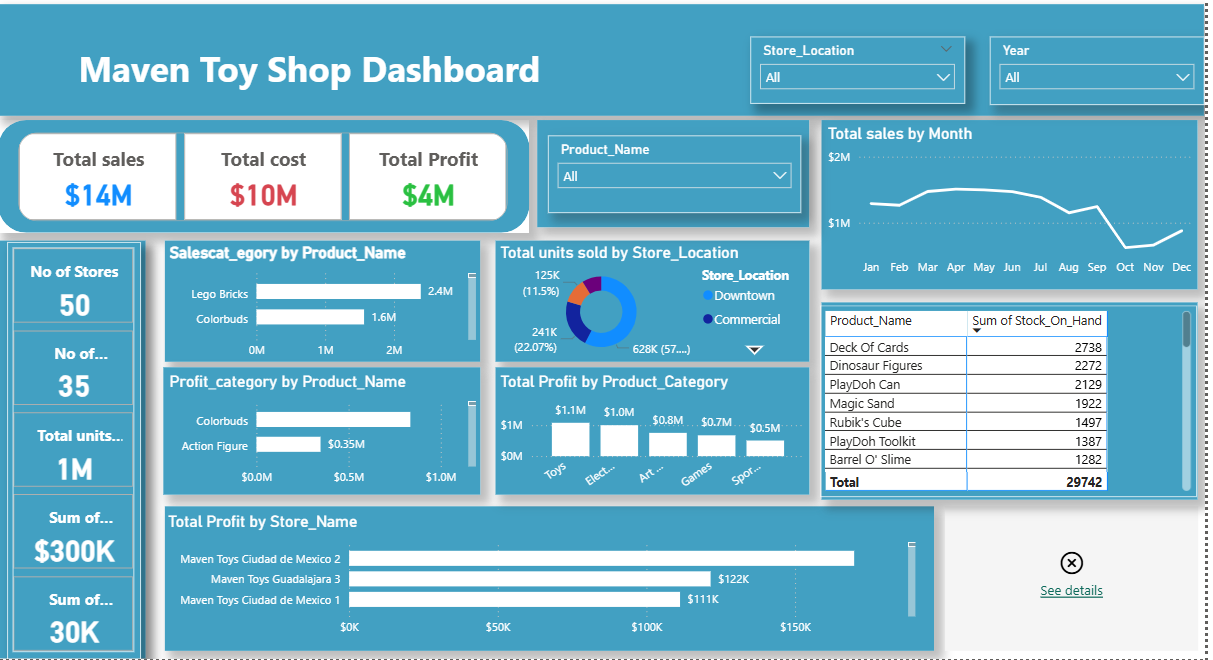 Maven Toy Shop Dashboard
Store_Location
All
Year
All
Total sales
$14M
Total cost
$10M
Total Profit
$4M
Product_Name
All
Total sales by Month
$2M
$1M
Jan Feb Mar Apr May Jun Jul Aug Sep Oct Nov Dec
No of Stores
50
No of...
35
Total units...
1M
Sum of...
$300K
Sum of...
30K
Salescat_egory by Product_Name
Lego Bricks 2.4M
Colorbuds 1.6M
0M 1M 2M
Total units sold by Store_Location
125K
(11.5%)
241K
(22.07%)
628K (57....)
Store_Location
Downtown
Commercial
Profit_category by Product_Name
Colorbuds
Action Figure $0.35M
$0.0M $0.5M $1.0M
Total Profit by Product_Category
$1M
$0M
$1.1M $1.0M $0.8M $0.7M $0.5M
Toys Elect... Art ... Games Spor...
Product_Name Sum of Stock_On_Hand
Deck Of Cards 2738
Dinosaur Figures 2272
PlayDoh Can 2129
Magic Sand 1922
Rubik's Cube 1497
PlayDoh Toolkit 1387
Barrel O' Slime 1282
Total 29742
Total Profit by Store_Name
Maven Toys Ciudad de Mexico 2
Maven Toys Guadalajara 3 $122K
Maven Toys Ciudad de Mexico 1 $111K
$0K $50K $100K $150K
See details